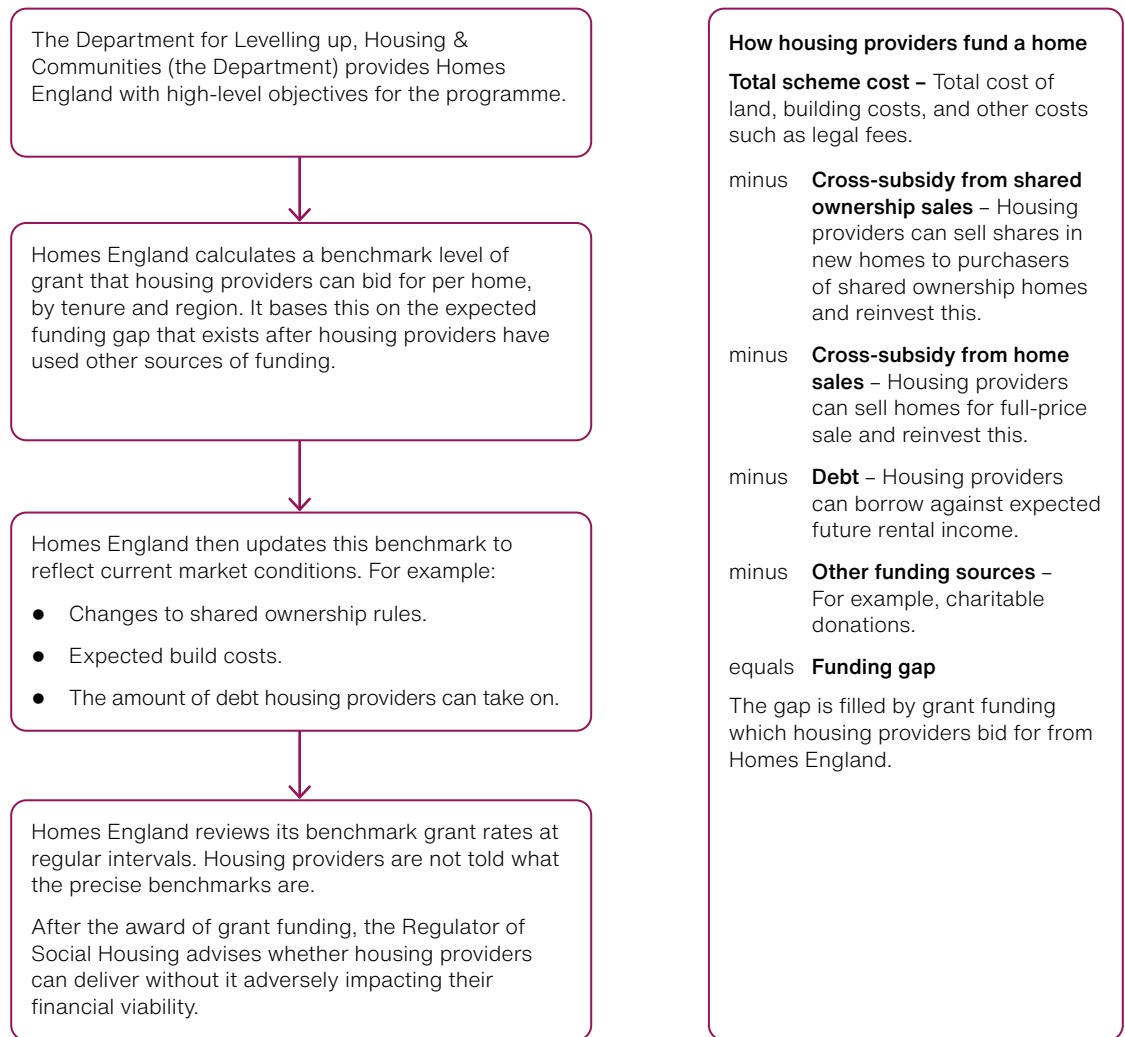 The Department for Levelling up, Housing &
Communities (the Department) provides Homes
England with high-level objectives for the programme.
Homes England calculates a benchmark level of
grant that housing providers can bid for per home,
by tenure and region. It bases this on the expected
funding gap that exists after housing providers have
used other sources of funding.
Homes England then updates this benchmark to
reflect current market conditions. For example:
● Changes to shared ownership rules.
● Expected build costs.
● The amount of debt housing providers can take on.
Homes England reviews its benchmark grant rates at
regular intervals. Housing providers are not told what
the precise benchmarks are.
After the award of grant funding, the Regulator of
Social Housing advises whether housing providers
can deliver without it adversely impacting their
financial viability.
How housing providers fund a home
Total scheme cost – Total cost of
land, building costs, and other costs
such as legal fees.
minus Cross-subsidy from shared
ownership sales – Housing
providers can sell shares in
new homes to purchasers
of shared ownership homes
and reinvest this.
minus Cross-subsidy from home
sales – Housing providers
can sell homes for full-price
sale and reinvest this.
minus Debt – Housing providers
can borrow against expected
future rental income.
minus Other funding sources –
For example, charitable
donations.
equals Funding gap
The gap is filled by grant funding
which housing providers bid for from
Homes England.